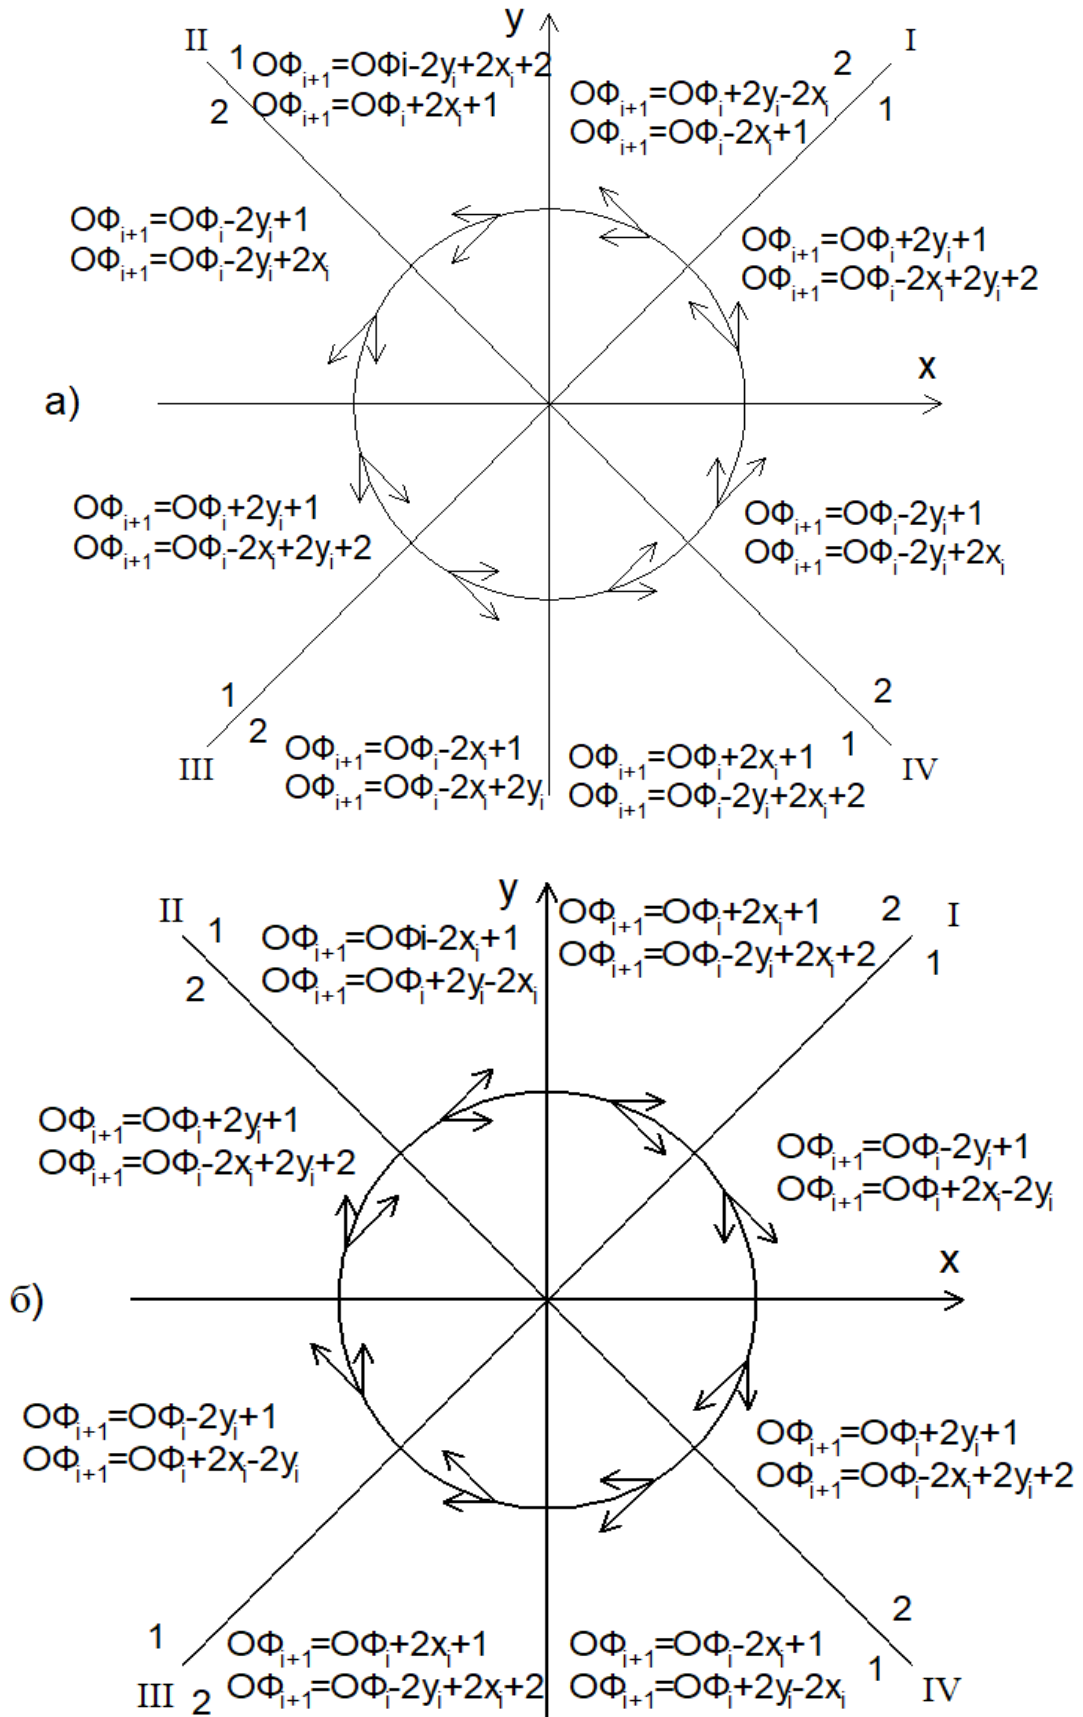 y
II
1
ОФi+1=ОФi-2yi+2xi+2
2
ОФi+1=ОФi+2xi+1
I
2
ОФi+1=ОФi+2yi-2xi
1
ОФi+1=ОФi-2xi+1
ОФi+1=ОФi-2yi+1
ОФi+1=ОФi-2yi+2xi
ОФi+1=ОФi+2yi+1
ОФi+1=ОФi-2xi+2yi+2
x
а)
ОФi+1=ОФi+2yi+1
ОФi+1=ОФi-2xi+2yi+2
ОФi+1=ОФi-2yi+1
ОФi+1=ОФi-2yi+2xi
1
2
III
ОФi+1=ОФi-2xi+1
ОФi+1=ОФi-2xi+2yi
2
1
IV
ОФi+1=ОФi+2xi+1
ОФi+1=ОФi-2yi+2xi+2
y
II
1
2
ОФi+1=ОФi-2xi+1
ОФi+1=ОФi+2yi-2xi
ОФi+1=ОФi+2xi+1
ОФi+1=ОФi-2yi+2xi+2
2
I
1
ОФi+1=ОФi+2yi+1
ОФi+1=ОФi-2xi+2yi+2
ОФi+1=ОФi-2yi+1
ОФi+1=ОФi+2xi-2yi
x
б)
ОФi+1=ОФi-2yi+1
ОФi+1=ОФi+2xi-2yi
ОФi+1=ОФi+2yi+1
ОФi+1=ОФi-2xi+2yi+2
1
III
2
ОФi+1=ОФi+2xi+1
ОФi+1=ОФi-2yi+2xi+2
ОФi+1=ОФi-2xi+1
ОФi+1=ОФi+2yi-2xi
2
1
IV